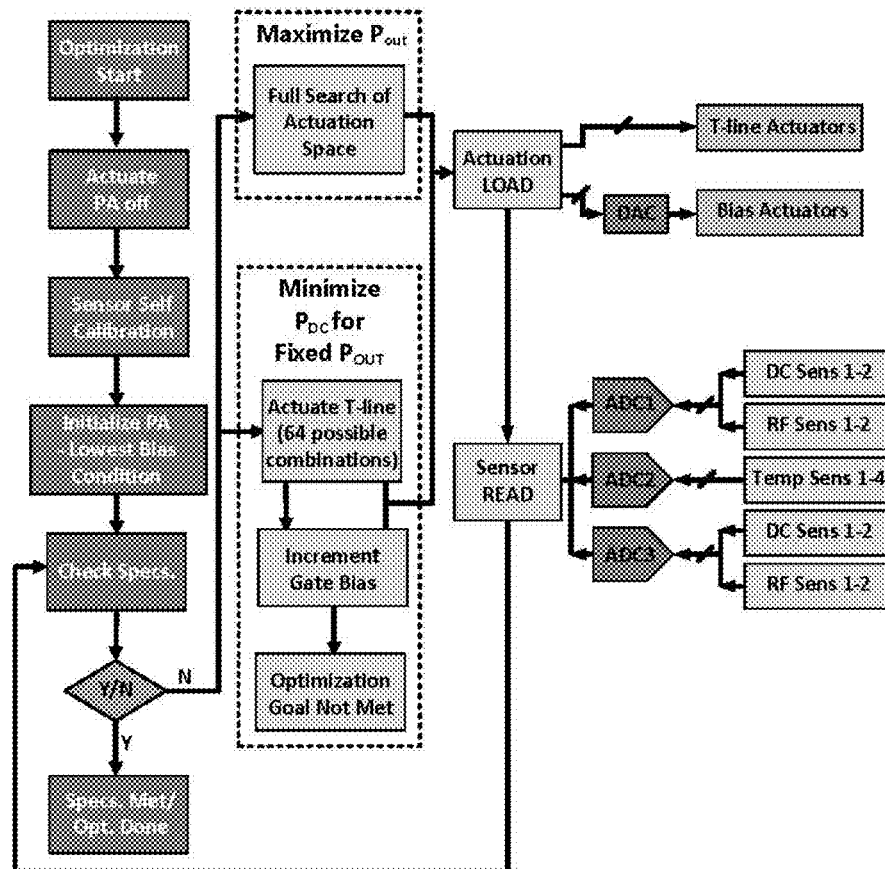 Optimization
Start
Actuate
PA off
Sensor Self
Calibration
Initialize PA
Lowest Bias
Condition
Check Specs.
Y/N
N
Y
Specs. Met/
Opt. Done
Maximize Pout
Full Search of
Actuation
Space
Minimize
PDC for
Fixed POUT
Actuate T-line
(64 possible
combinations)
Increment
Gate Bias
Optimization
Goal Not Met
Actuation
LOAD
T-line Actuators
DAC
Bias Actuators
Sensor
READ
ADC1
ADC2
ADC3
DC Sens 1-2
RF Sens 1-2
Temp Sens 1-4
DC Sens 1-2
RF Sens 1-2